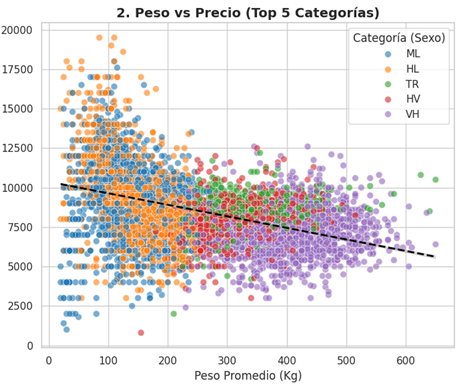 2. Peso vs Precio (Top 5 Categorías)
Categoría (Sexo)
ML
HL
TR
HV
VH
20000
17500
15000
12500
10000
7500
5000
2500
0
0 100 200 300 400 500 600
Peso Promedio (Kg)